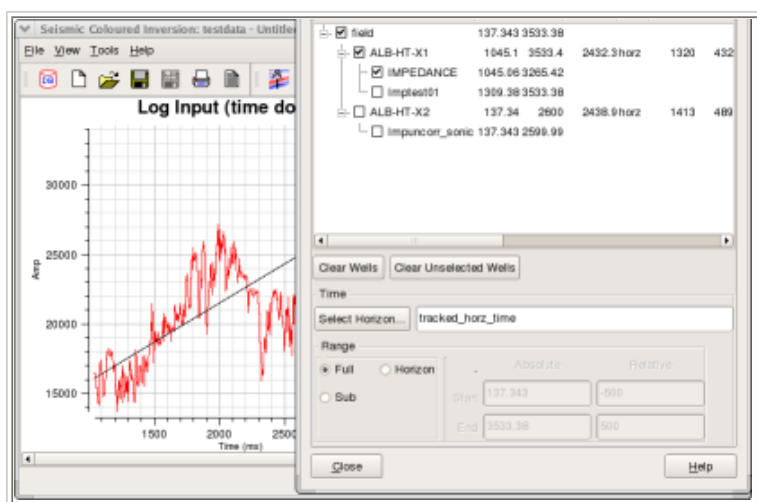 Seismic Coloured Inversion: testdata - Untitle
File View Tools Help
Log Input (time do
30000
25000
20000
15000
Amp
1500 2000 2500
Time (ms)
field 137.343 3533.38
ALB-HT-X1 1045.1 3533.4 2432.3 horz 1320 432
IMPEDANCE 1045.06 3265.42
Imptest01 1309.38 3533.38
ALB-HT-X2 137.34 2600 2438.9 horz 1413 489
Impuncorr_sonic 137.343 2599.99
Clear Wells Clear Unselected Wells
Time
Select Horizon... tracked_horz_time
Range
Full Horizon - Absolute Relative
Sub Start 137.343 -500
End 3533.38 500
Close Help